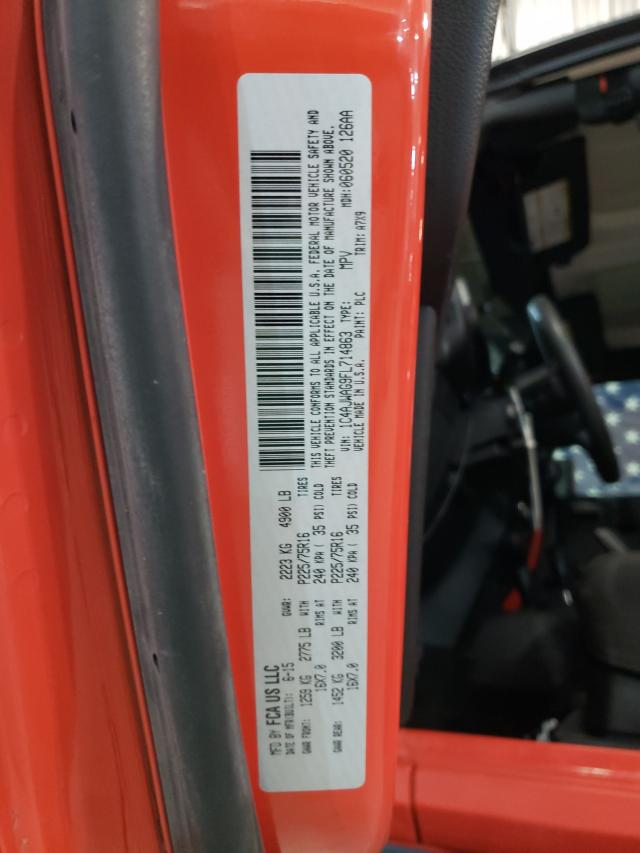 MFD BY FCA US LLC
DATE OF MFR(BUILT): 6-15 GVWR: 2223 KG 4900 LB
GAWR FRONT: 1259 KG 2775 LB WITH P225/75R16 TIRES
16X7.0 RIMS AT 240 KPA ( 35 PSI) COLD
GAWR REAR: 1452 KG 3200 LB WITH P225/75R16 TIRES
16X7.0 RIMS AT 240 KPA ( 35 PSI) COLD
THIS VEHICLE CONFORMS TO ALL APPLICABLE U.S.A. FEDERAL MOTOR VEHICLE SAFETY AND
THEFT PREVENTION STANDARDS IN EFFECT ON THE DATE OF MANUFACTURE SHOWN ABOVE.
VIN: 1C4AJWAG9FL714863 TYPE: MPV MDH:060520 126AA
VEHICLE MADE IN U.S.A. PAINT: PLC TRIM: A7X9